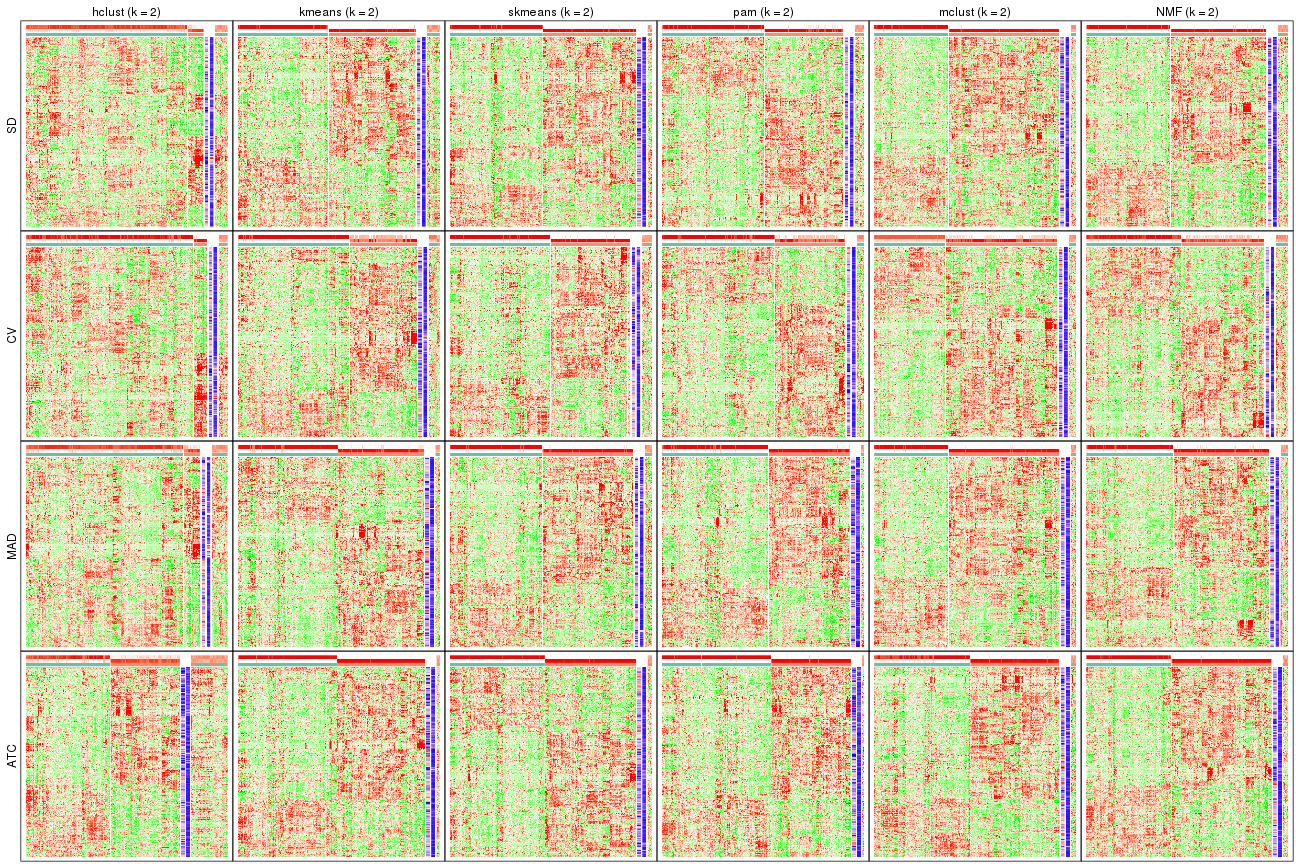 hclust (k = 2) kmeans (k = 2) skmeans (k = 2) pam (k = 2) mclust (k = 2) NMF (k = 2)
SD
CV
MAD
ATC